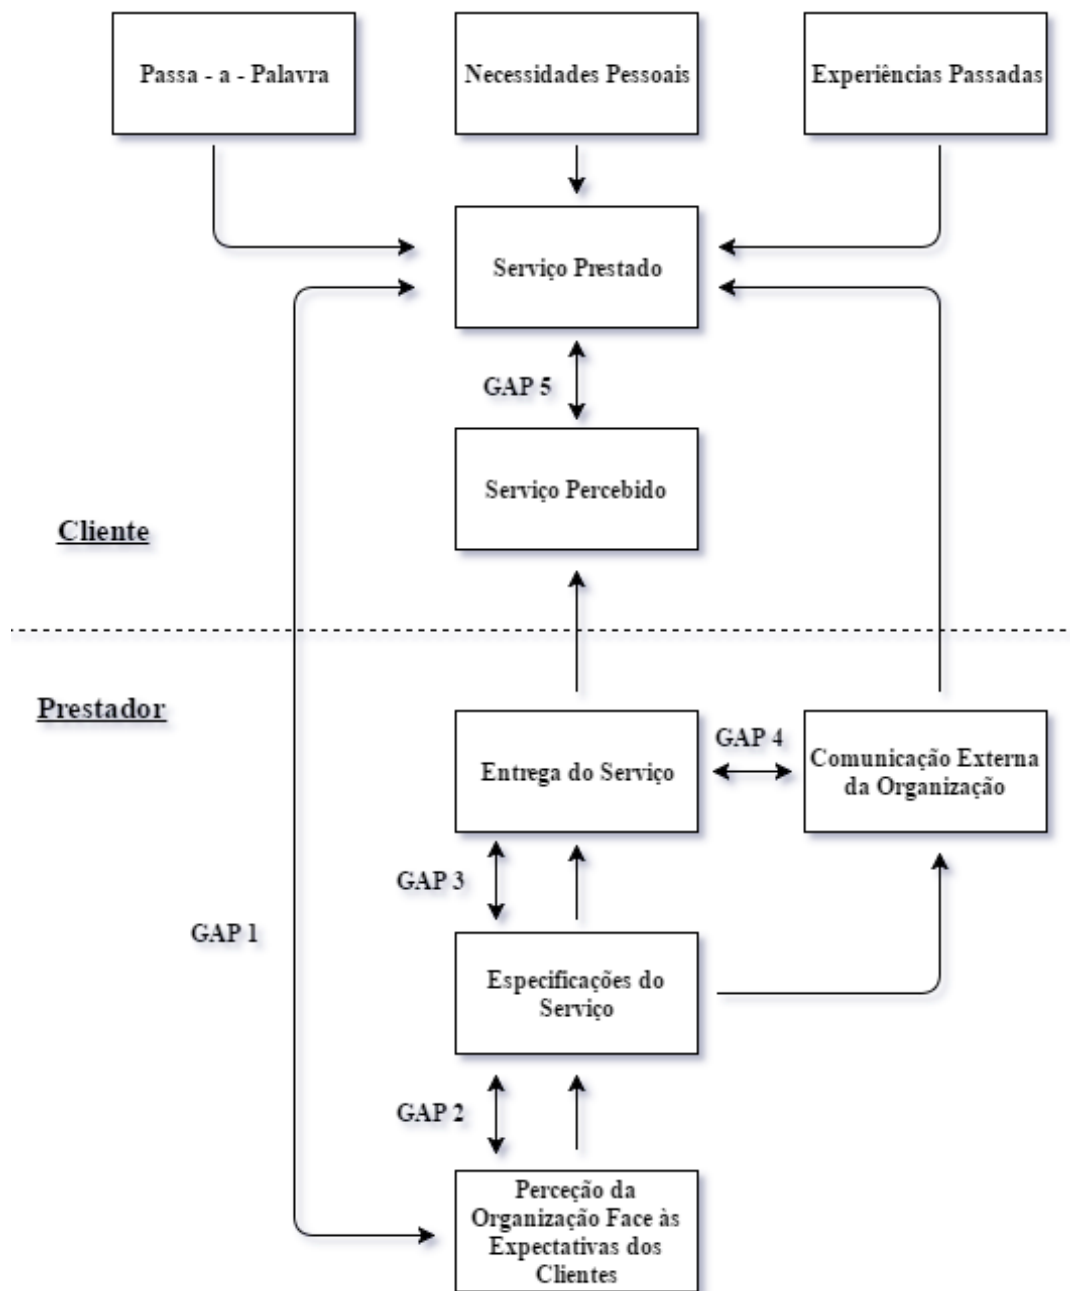 Passa - a - Palavra
Necessidades Pessoais
Experiências Passadas
Serviço Prestado
GAP 5
Serviço Percebido
Cliente
Prestador
GAP 4
Entrega do Serviço
Comunicação Externa
da Organização
GAP 3
GAP 1
Especificações do
Serviço
GAP 2
Perceção da
Organização Face às
Expectativas dos
Clientes